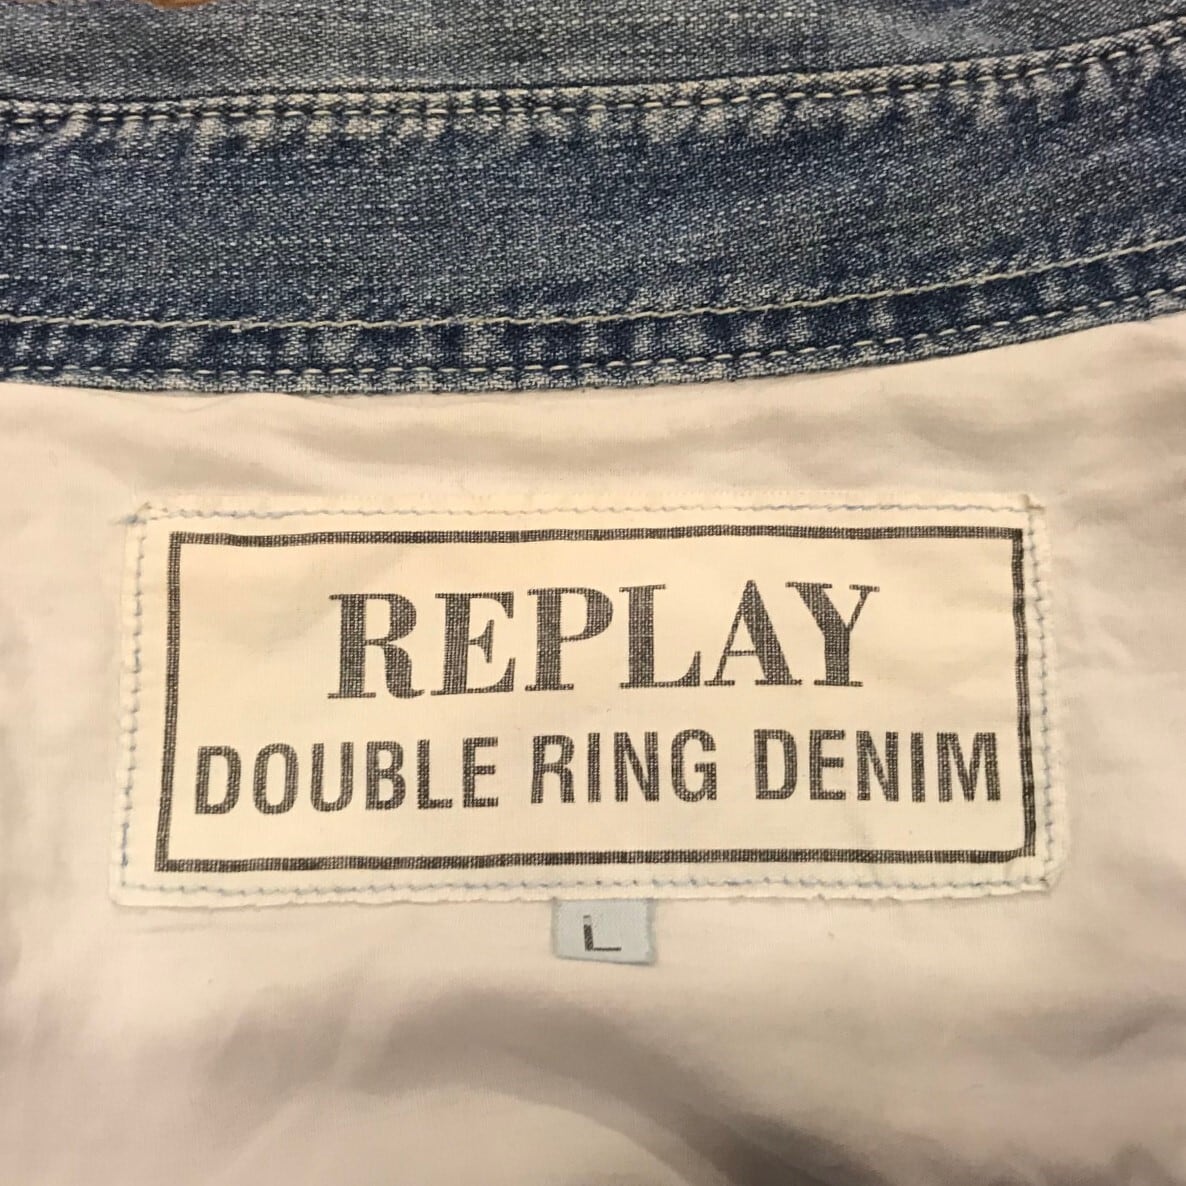 REPLAY
DOUBLE RING DENIM
L